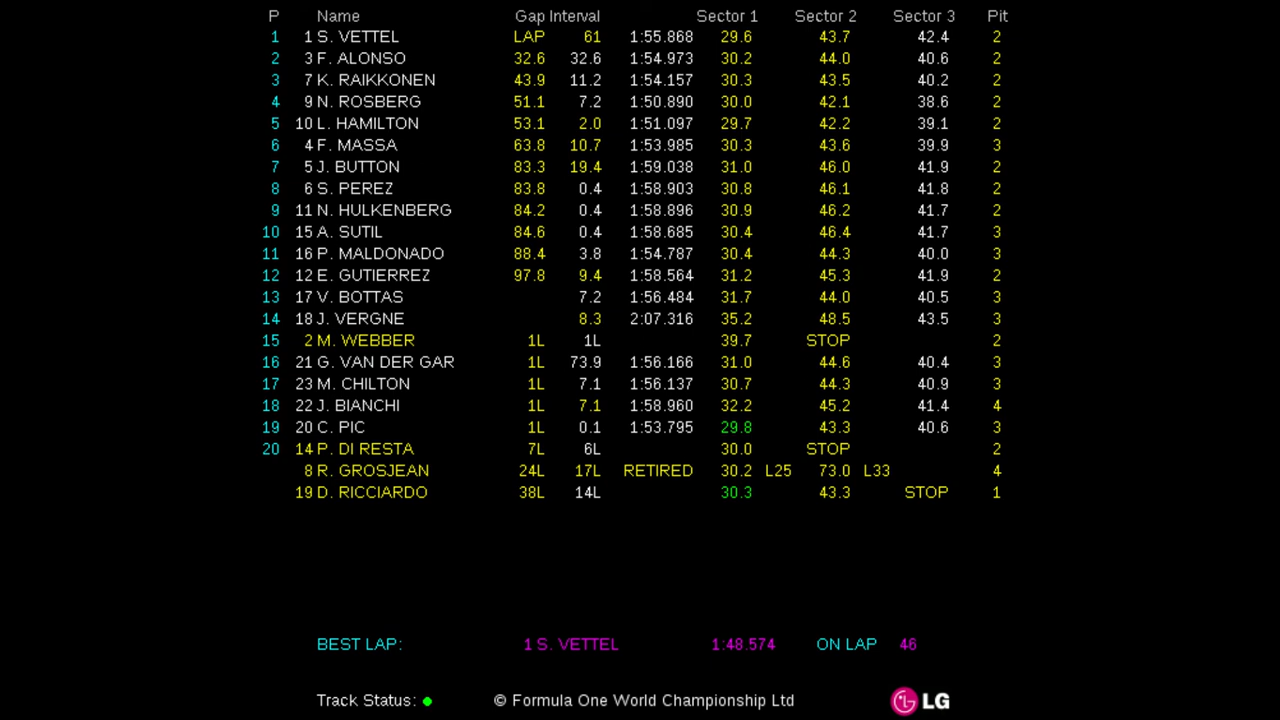 P Name Gap Interval Sector 1 Sector 2 Sector 3 Pit
1 1 S. VETTEL LAP 61 1:55.868 29.6 43.7 42.4 2
2 3 F. ALONSO 32.6 32.6 1:54.973 30.2 44.0 40.6 2
3 7 K. RAIKKONEN 43.9 11.2 1:54.157 30.3 43.5 40.2 2
4 9 N. ROSBERG 51.1 7.2 1:50.890 30.0 42.1 38.6 2
5 10 L. HAMILTON 53.1 2.0 1:51.097 29.7 42.2 39.1 2
6 4 F. MASSA 63.8 10.7 1:53.985 30.3 43.6 39.9 3
7 5 J. BUTTON 83.3 19.4 1:59.038 31.0 46.0 41.9 2
8 6 S. PEREZ 83.8 0.4 1:58.903 30.8 46.1 41.8 2
9 11 N. HULKENBERG 84.2 0.4 1:58.896 30.9 46.2 41.7 2
10 15 A. SUTIL 84.6 0.4 1:58.685 30.4 46.4 41.7 3
11 16 P. MALDONADO 88.4 3.8 1:54.787 30.4 44.3 40.0 3
12 12 E. GUTIERREZ 97.8 9.4 1:58.564 31.2 45.3 41.9 2
13 17 V. BOTTAS 7.2 1:56.484 31.7 44.0 40.5 3
14 18 J. VERGNE 8.3 2:07.316 35.2 48.5 43.5 3
15 2 M. WEBBER 1L 1L 39.7 STOP 2
16 21 G. VAN DER GAR 1L 73.9 1:56.166 31.0 44.6 40.4 3
17 23 M. CHILTON 1L 7.1 1:56.137 30.7 44.3 40.9 3
18 22 J. BIANCHI 1L 7.1 1:58.960 32.2 45.2 41.4 4
19 20 C. PIC 1L 0.1 1:53.795 29.8 43.3 40.6 3
20 14 P. DI RESTA 7L 6L 30.0 STOP 2
8 R. GROSJEAN 24L 17L RETIRED 30.2 L25 73.0 L33 4
19 D. RICCIARDO 38L 14L 30.3 43.3 STOP 1
BEST LAP: 1 S. VETTEL 1:48.574 ON LAP 46
Track Status: © Formula One World Championship Ltd LG